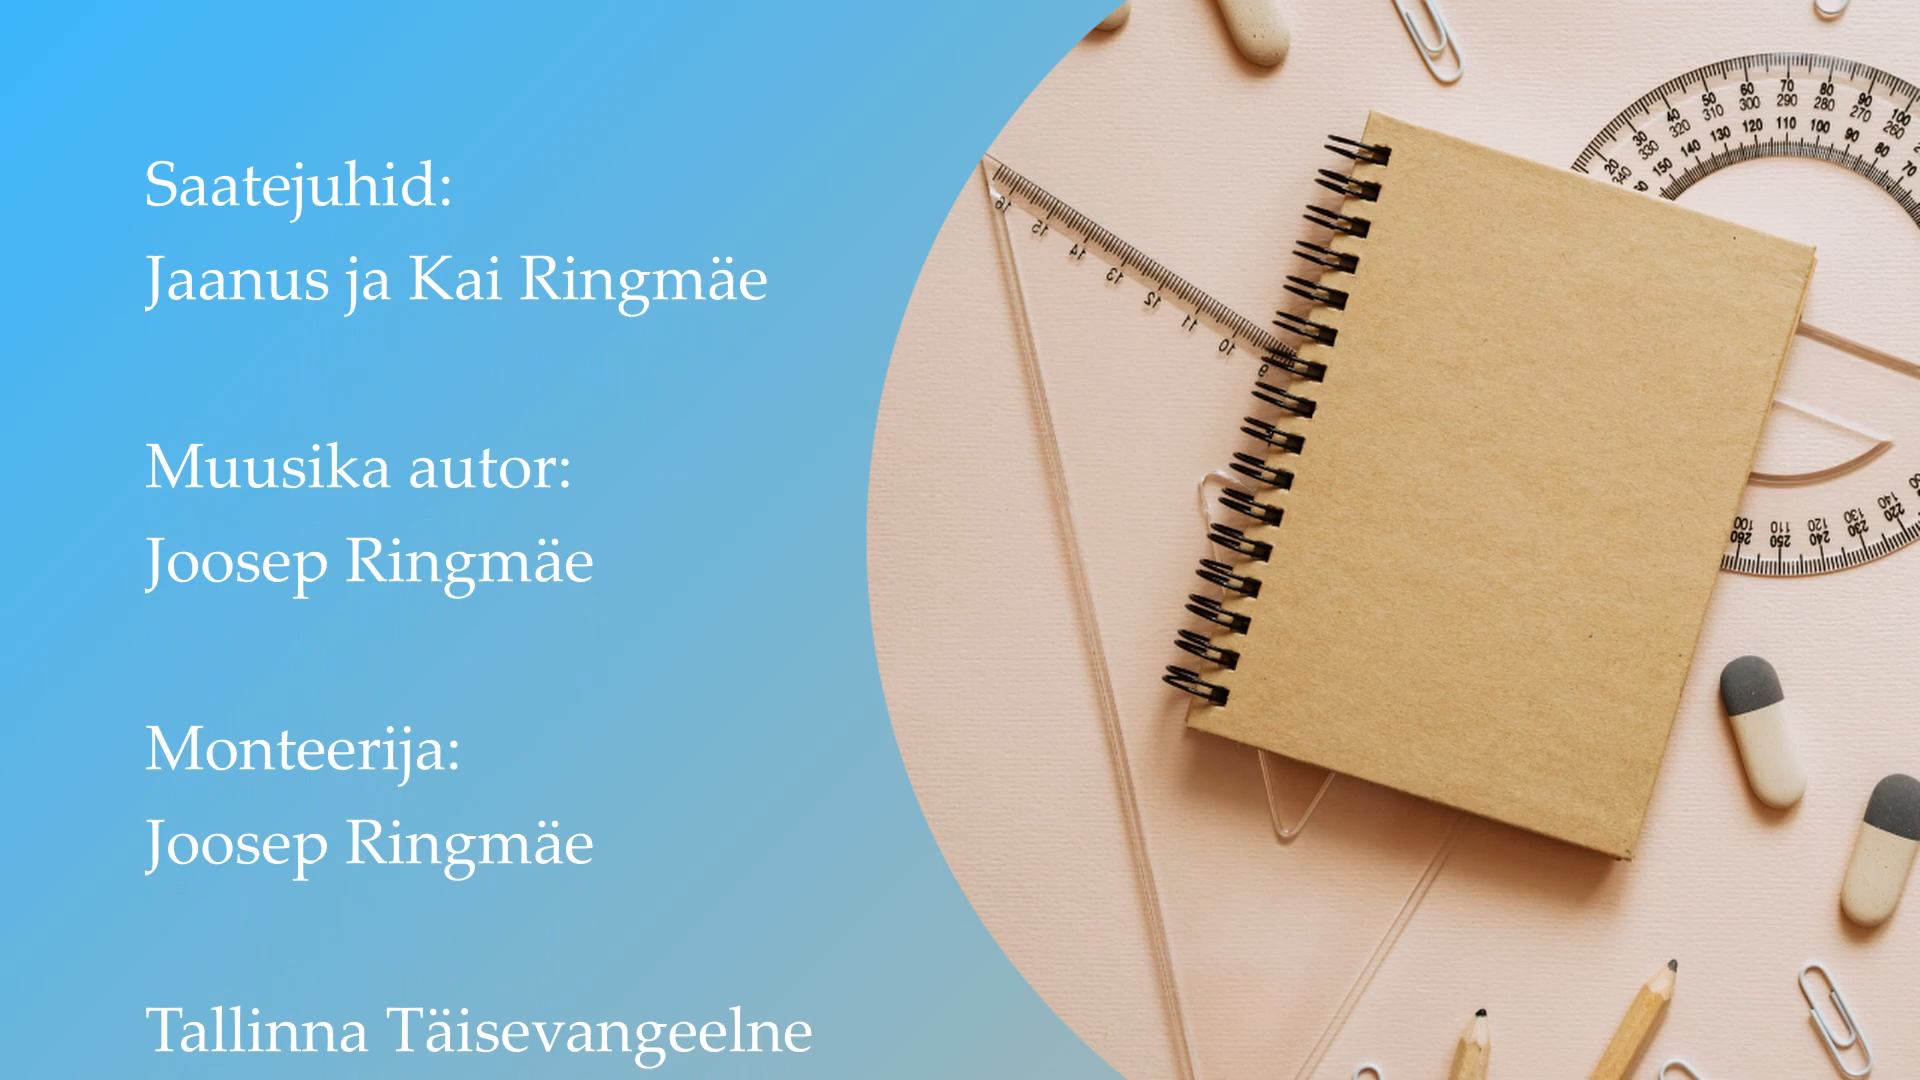 Saatejuhid:
Jaanus ja Kai Ringmäe
Muusika autor:
Joosep Ringmäe
Monteerija:
Joosep Ringmäe
Tallinna Täisevangeelne